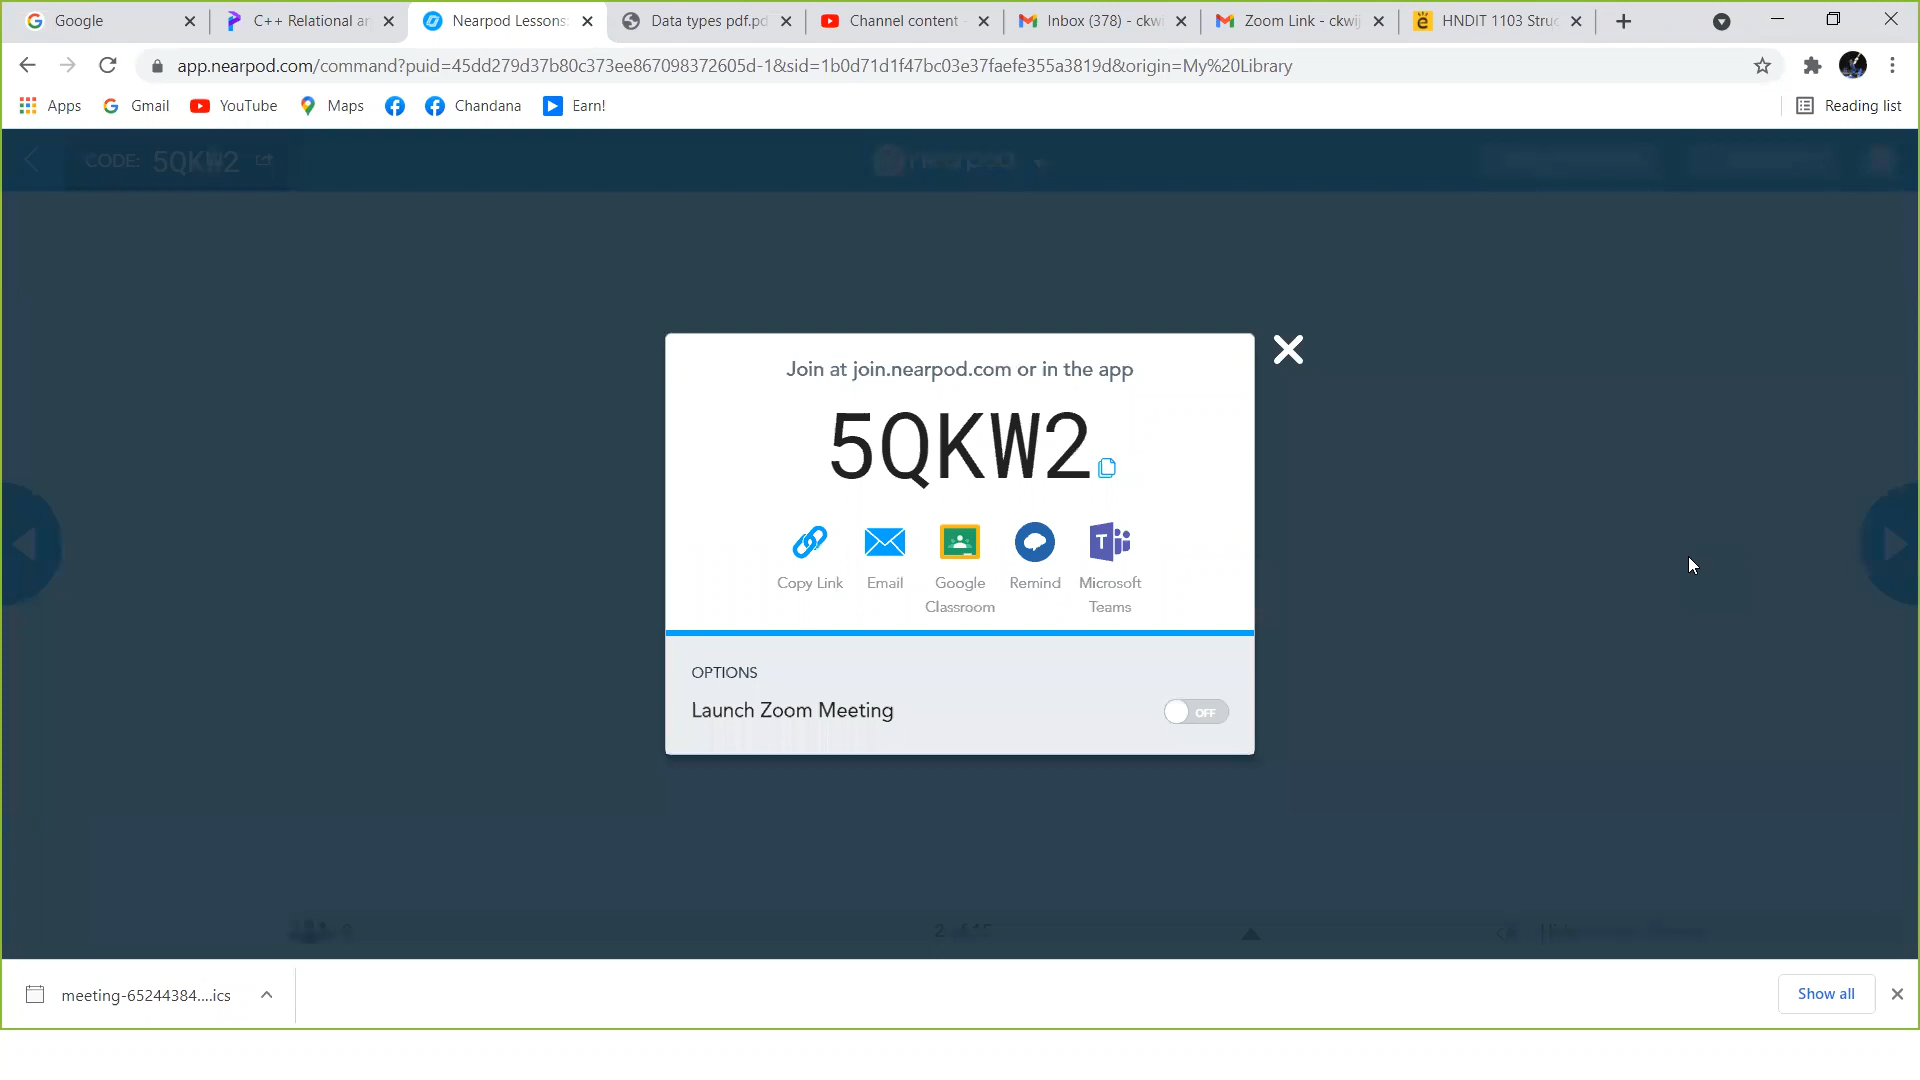 Google
C++ Relational an
Nearpod Lessons:
Data types pdf.pd
Channel content -
Inbox (378) - ckwi
Zoom Link - ckwij
HNDIT 1103 Struc
app.nearpod.com/command?puid=45dd279d37b80c373ee867098372605d-1&sid=1b0d71d1f47bc03e37faefe355a3819d&origin=My%20Library
Apps
Gmail
YouTube
Maps
Chandana
Earn!
Reading list
CODE: 5QKW2
nearpod
Join at join.nearpod.com or in the app
5QKW2
Copy Link
Email
Google Classroom
Remind
Microsoft Teams
OPTIONS
Launch Zoom Meeting
OFF
meeting-65244384....ics
Show all